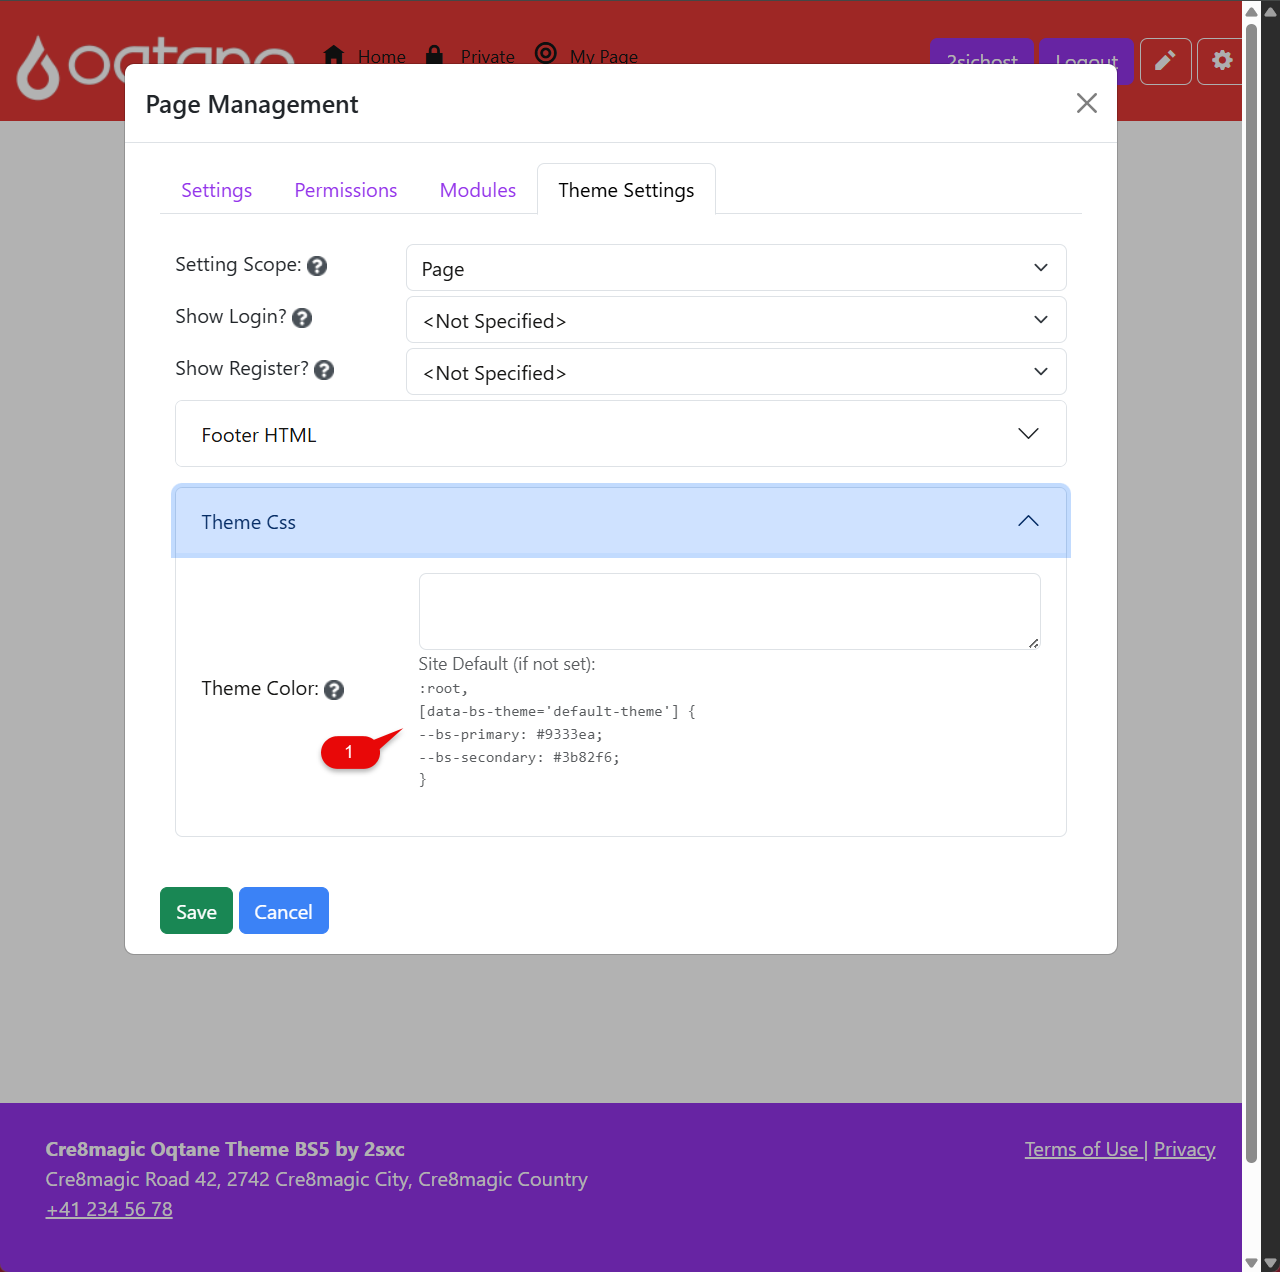 oqtane
Home
Private
My Page
2sichost
Logout
Page Management
Settings
Permissions
Modules
Theme Settings
Setting Scope: ?
Page
Show Login? ?
<Not Specified>
Show Register? ?
<Not Specified>
Footer HTML
Theme Css
Theme Color: ?
Site Default (if not set):
:root,
[data-bs-theme='default-theme'] {
--bs-primary: #9333ea;
--bs-secondary: #3b82f6;
}
1
Save
Cancel
Cre8magic Oqtane Theme BS5 by 2sxc
Cre8magic Road 42, 2742 Cre8magic City, Cre8magic Country
+41 234 56 78
Terms of Use | Privacy